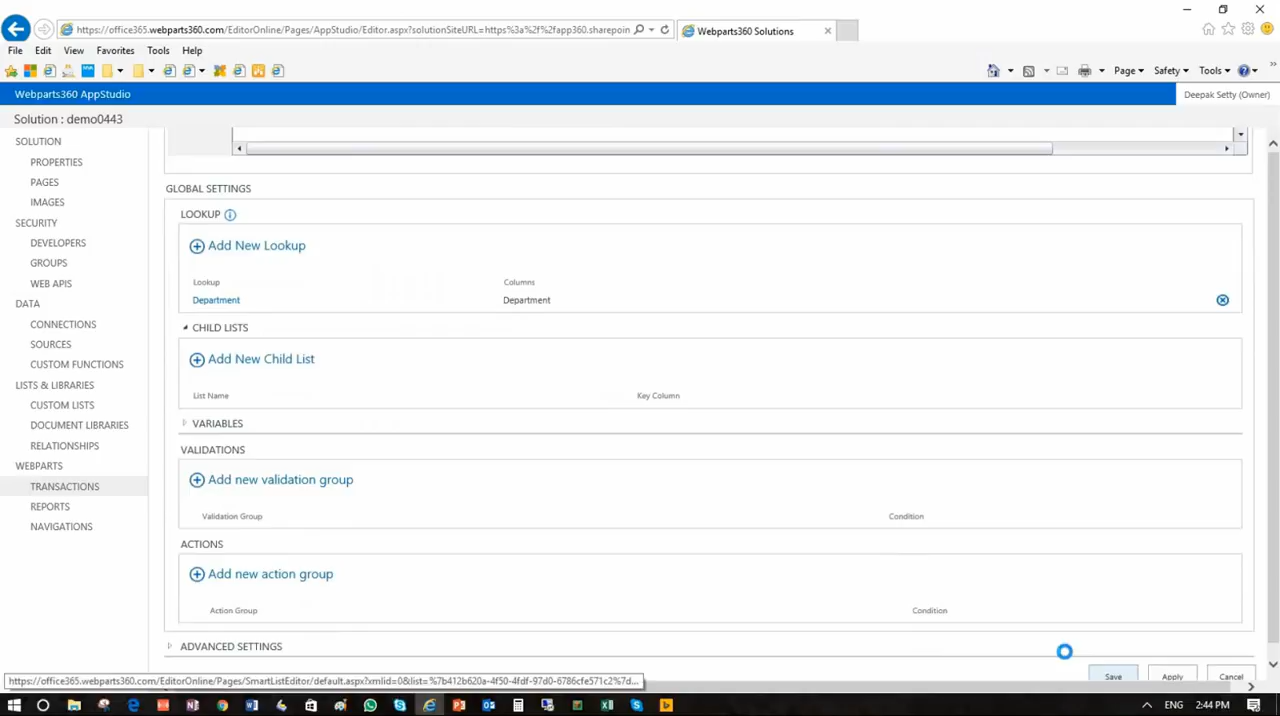 https://office365.webparts360.com/EditorOnline/Pages/AppStudio/Editor.aspx?solutionSiteURL=https%3a%2f%2fapp360.sharepoin
Webparts360 Solutions
File Edit View Favorites Tools Help
Page Safety Tools
Webparts360 AppStudio
Deepak Setty (Owner)
Solution : demo0443
SOLUTION
PROPERTIES
PAGES
IMAGES
SECURITY
DEVELOPERS
GROUPS
WEB APIS
DATA
CONNECTIONS
SOURCES
CUSTOM FUNCTIONS
LISTS & LIBRARIES
CUSTOM LISTS
DOCUMENT LIBRARIES
RELATIONSHIPS
WEBPARTS
TRANSACTIONS
REPORTS
NAVIGATIONS
GLOBAL SETTINGS
LOOKUP
Add New Lookup
Lookup Columns
Department Department
CHILD LISTS
Add New Child List
List Name Key Column
VARIABLES
VALIDATIONS
Add new validation group
Validation Group Condition
ACTIONS
Add new action group
Action Group Condition
ADVANCED SETTINGS
Save Apply Cancel
https://office365.webparts360.com/EditorOnline/Pages/SmartListEditor/default.aspx?xmlid=0&list=%7b412b620a-4f50-4fdf-97d0-6786cfe571c2%7d...
ENG 2:44 PM